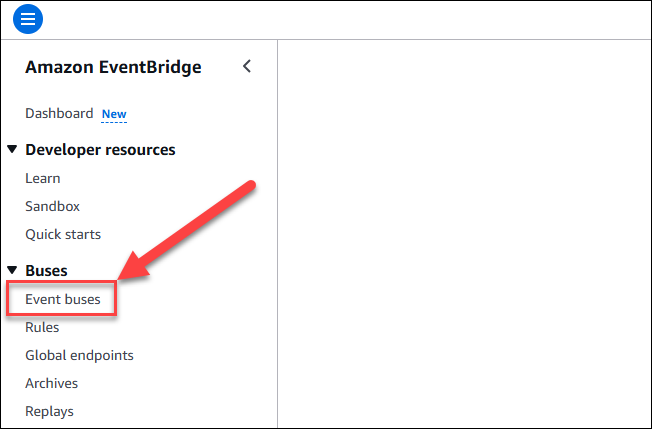 Amazon EventBridge
Dashboard New
Developer resources
Learn
Sandbox
Quick starts
Buses
Event buses
Rules
Global endpoints
Archives
Replays